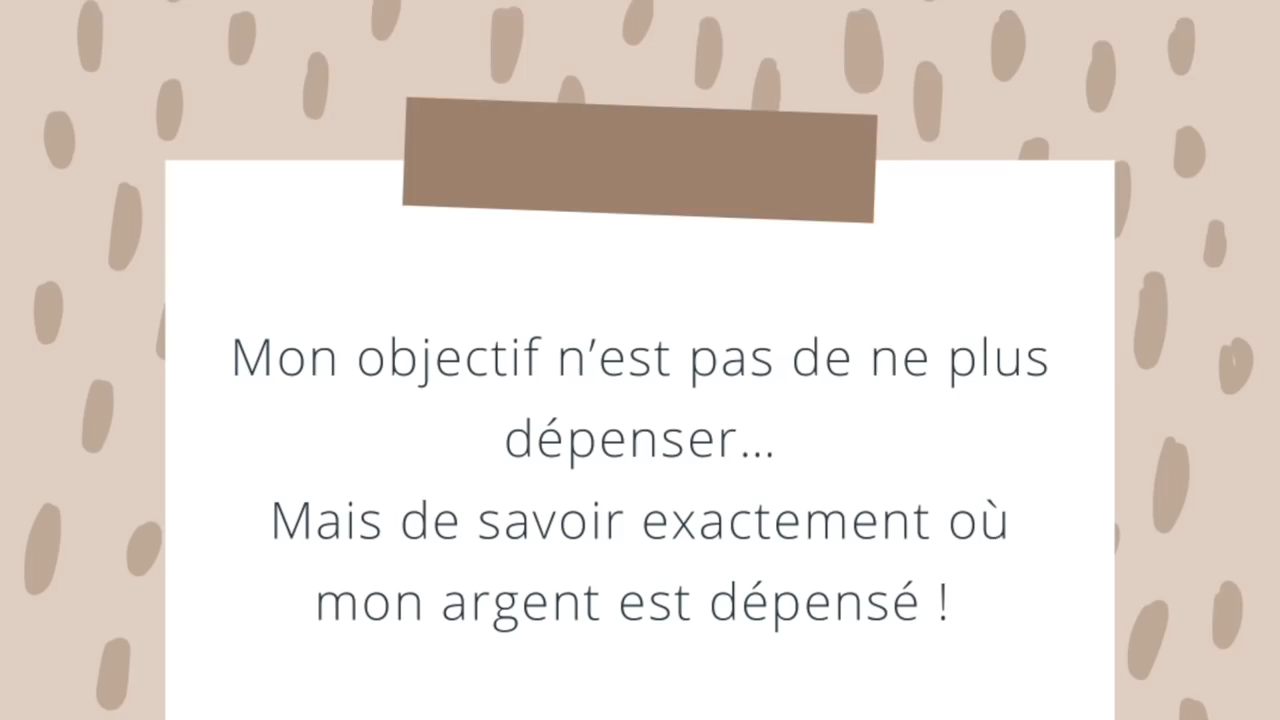 Mon objectif n’est pas de ne plus
dépenser...
Mais de savoir exactement où
mon argent est dépensé !